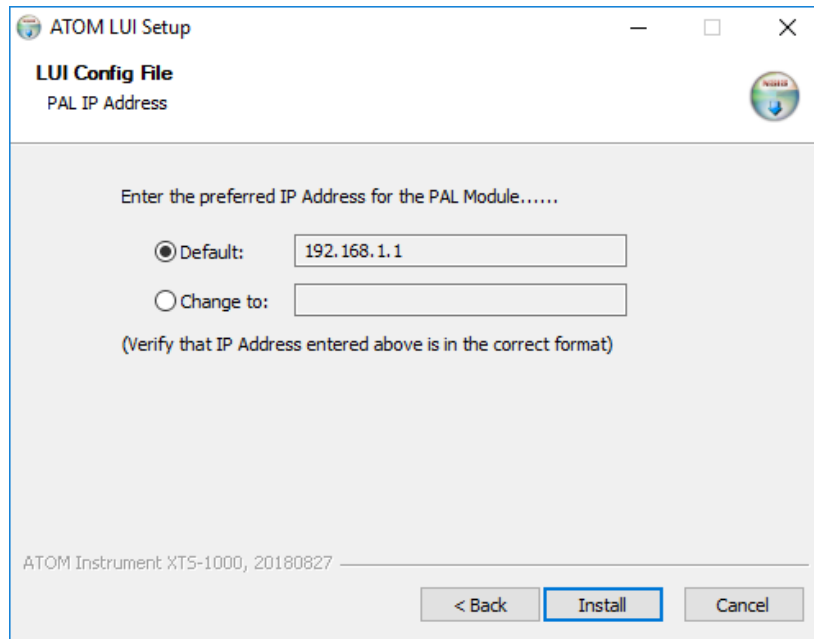 ATOM LUI Setup
LUI Config File
PAL IP Address
Enter the preferred IP Address for the PAL Module......
Default: 192.168.1.1
Change to:
(Verify that IP Address entered above is in the correct format)
ATOM Instrument XTS-1000, 20180827
< Back Install Cancel